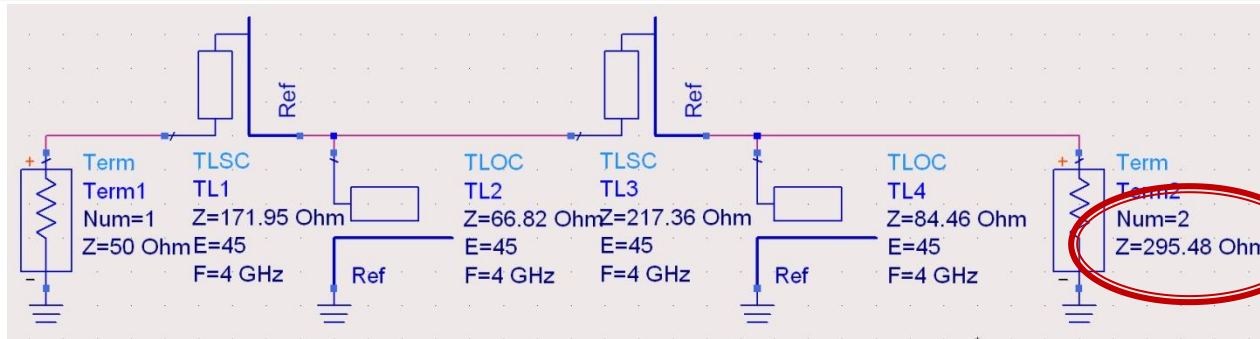 Ref
Ref
Term
Term1
Num=1
Z=50 Ohm
TLSC
TL1
Z=171.95 Ohm
E=45
F=4 GHz
Ref
TLOC
TL2
Z=66.82 Ohm
E=45
F=4 GHz
TLSC
TL3
Z=217.36 Ohm
E=45
F=4 GHz
Ref
TLOC
TL4
Z=84.46 Ohm
E=45
F=4 GHz
Term
Term2
Num=2
Z=295.48 Ohm